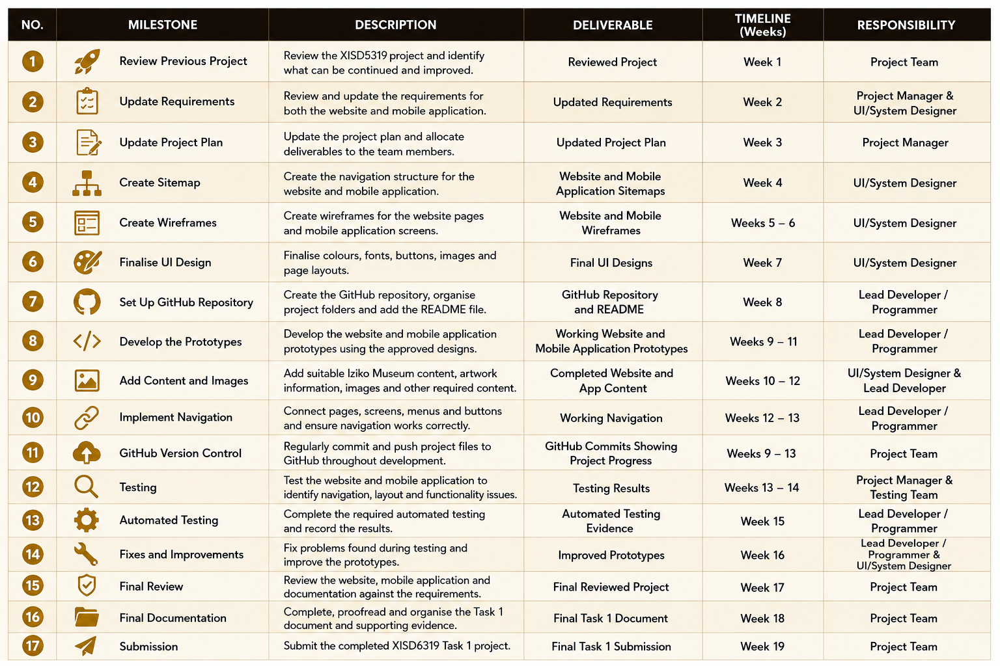 NO. MILESTONE DESCRIPTION DELIVERABLE TIMELINE (Weeks) RESPONSIBILITY
1 Review Previous Project
Review the XISD5319 project and identify
what can be continued and improved.
Reviewed Project
Week 1
Project Team
2 Update Requirements
Review and update the requirements for
both the website and mobile application.
Updated Requirements
Week 2
Project Manager &
UI/System Designer
3 Update Project Plan
Update the project plan and allocate
deliverables to the team members.
Updated Project Plan
Week 3
Project Manager
4 Create Sitemap
Create the navigation structure for the
website and mobile application.
Website and Mobile
Application Sitemaps
Week 4
UI/System Designer
5 Create Wireframes
Create wireframes for the website pages
and mobile application screens.
Website and Mobile
Wireframes
Weeks 5 – 6
UI/System Designer
6 Finalise UI Design
Finalise colours, fonts, buttons, images and
page layouts.
Final UI Designs
Week 7
UI/System Designer
7 Set Up GitHub Repository
Create the GitHub repository, organise
project folders and add the README file.
GitHub Repository
and README
Week 8
Lead Developer /
Programmer
8 Develop the Prototypes
Develop the website and mobile application
prototypes using the approved designs.
Working Website and
Mobile Application Prototypes
Weeks 9 – 11
Lead Developer /
Programmer
9 Add Content and Images
Add suitable Iziko Museum content, artwork
information, images and other required content.
Completed Website and
App Content
Weeks 10 – 12
UI/System Designer &
Lead Developer
10 Implement Navigation
Connect pages, screens, menus and buttons
and ensure navigation works correctly.
Working Navigation
Weeks 12 – 13
Lead Developer /
Programmer
11 GitHub Version Control
Regularly commit and push project files to
GitHub throughout development.
GitHub Commits Showing
Project Progress
Weeks 9 – 13
Project Team
12 Testing
Test the website and mobile application to
identify navigation, layout and functionality issues.
Testing Results
Weeks 13 – 14
Project Manager &
Testing Team
13 Automated Testing
Complete the required automated testing
and record the results.
Automated Testing
Evidence
Week 15
Lead Developer /
Programmer
14 Fixes and Improvements
Fix problems found during testing and
improve the prototypes.
Improved Prototypes
Week 16
Lead Developer /
Programmer &
UI/System Designer
15 Final Review
Review the website, mobile application and
documentation against the requirements.
Final Reviewed Project
Week 17
Project Team
16 Final Documentation
Complete, proofread and organise the Task 1
document and supporting evidence.
Final Task 1 Document
Week 18
Project Team
17 Submission
Submit the completed XISD6319 Task 1 project.
Final Task 1 Submission
Week 19
Project Team